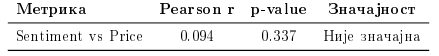 Метрика Pearson r p-value Значајност
Sentiment vs Price 0.094 0.337 Није значајна